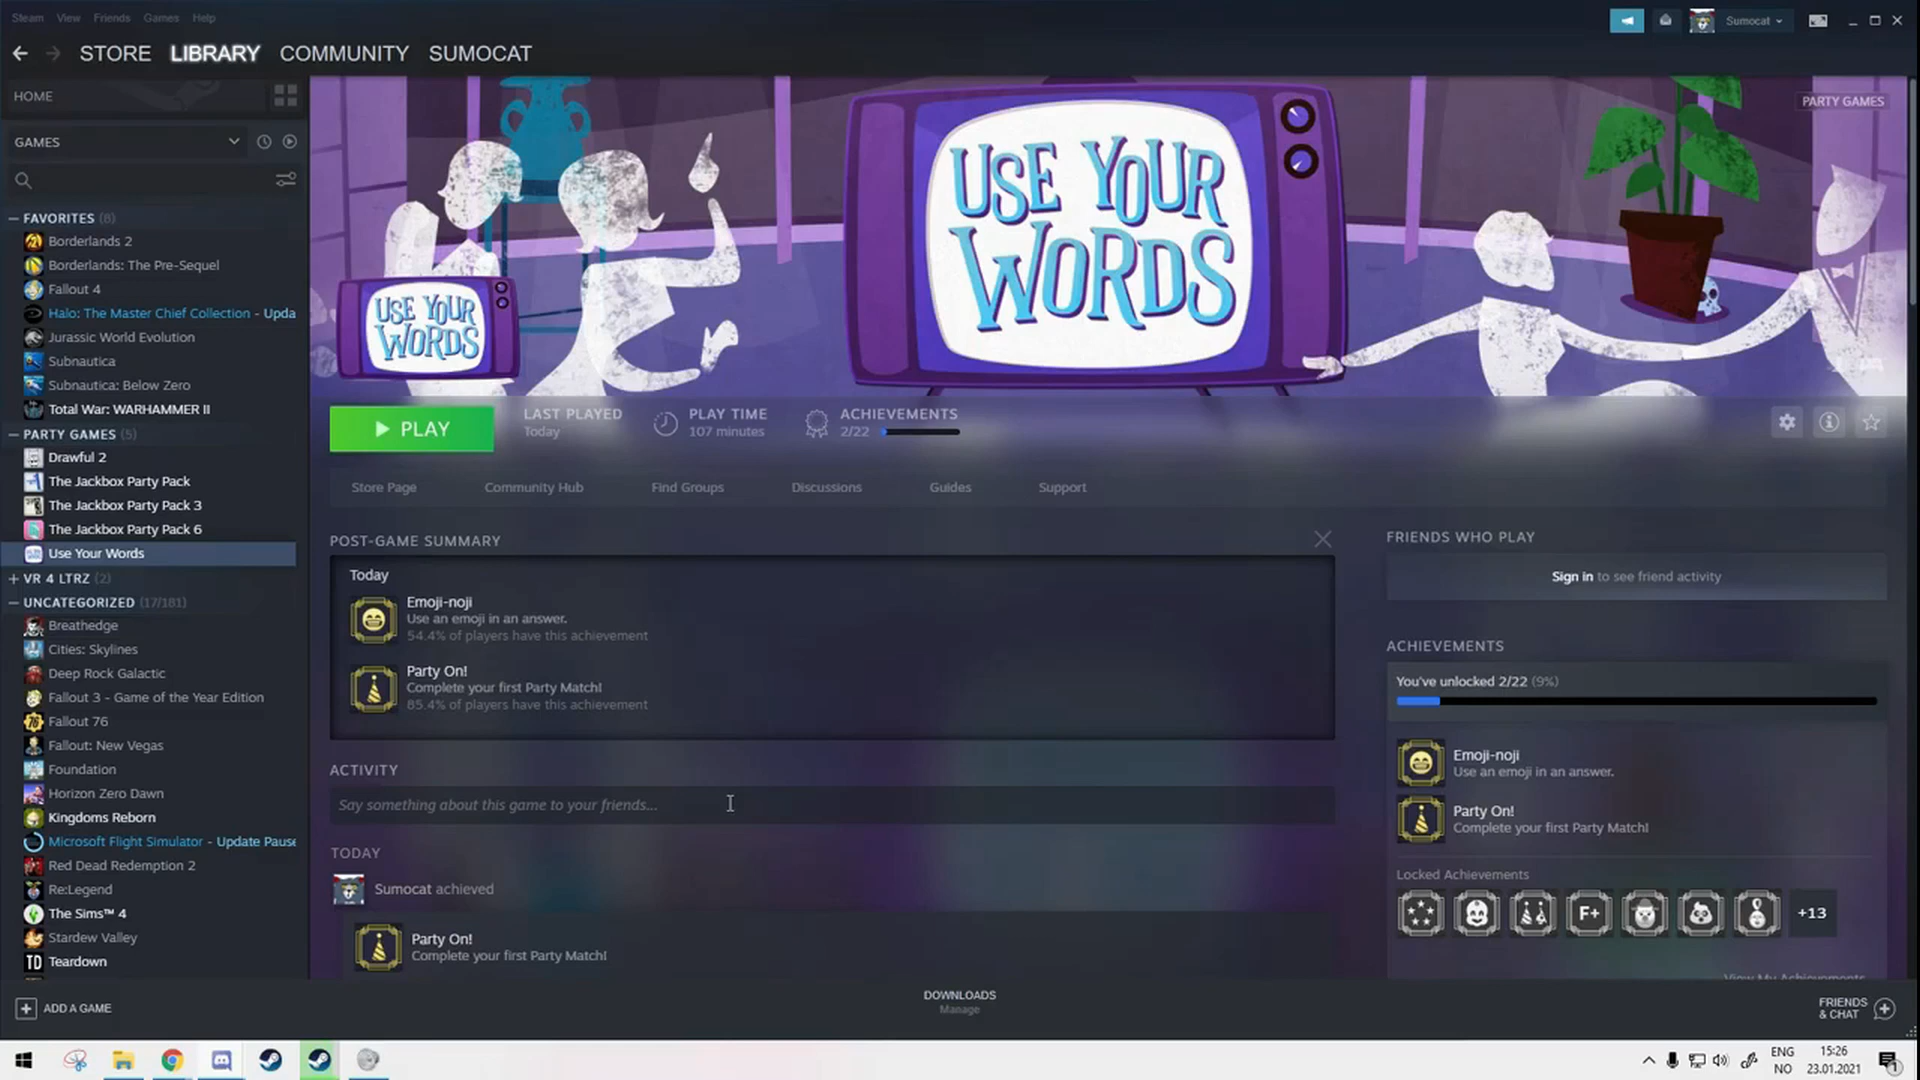 Steam View Friends Games Help
Sumocat
STORE LIBRARY COMMUNITY SUMOCAT
HOME
GAMES
FAVORITES (8)
Borderlands 2
Borderlands: The Pre-Sequel
Fallout 4
Halo: The Master Chief Collection - Upda
Jurassic World Evolution
Subnautica
Subnautica: Below Zero
Total War: WARHAMMER II
PARTY GAMES (5)
Drawful 2
The Jackbox Party Pack
The Jackbox Party Pack 3
The Jackbox Party Pack 6
Use Your Words
VR 4 LTRZ (2)
UNCATEGORIZED (17/181)
Breathedge
Cities: Skylines
Deep Rock Galactic
Fallout 3 - Game of the Year Edition
Fallout 76
Fallout: New Vegas
Foundation
Horizon Zero Dawn
Kingdoms Reborn
Microsoft Flight Simulator - Update Pause
Red Dead Redemption 2
Re:Legend
The Sims™ 4
Stardew Valley
TD Teardown
ADD A GAME
PARTY GAMES
USE YOUR
WORDS
USE YOUR
WORDS
PLAY
LAST PLAYED
Today
PLAY TIME
107 minutes
ACHIEVEMENTS
2/22
Store Page Community Hub Find Groups Discussions Guides Support
POST-GAME SUMMARY
Today
Emoji-noji
Use an emoji in an answer.
54.4% of players have this achievement
Party On!
Complete your first Party Match!
85.4% of players have this achievement
ACTIVITY
Say something about this game to your friends...
TODAY
Sumocat achieved
Party On!
Complete your first Party Match!
FRIENDS WHO PLAY
Sign in to see friend activity
ACHIEVEMENTS
You've unlocked 2/22 (9%)
Emoji-noji
Use an emoji in an answer.
Party On!
Complete your first Party Match!
Locked Achievements
F+
+13
View My Achievements
DOWNLOADS
Manage
FRIENDS
& CHAT
ENG
NO
15:26
23.01.2021
1